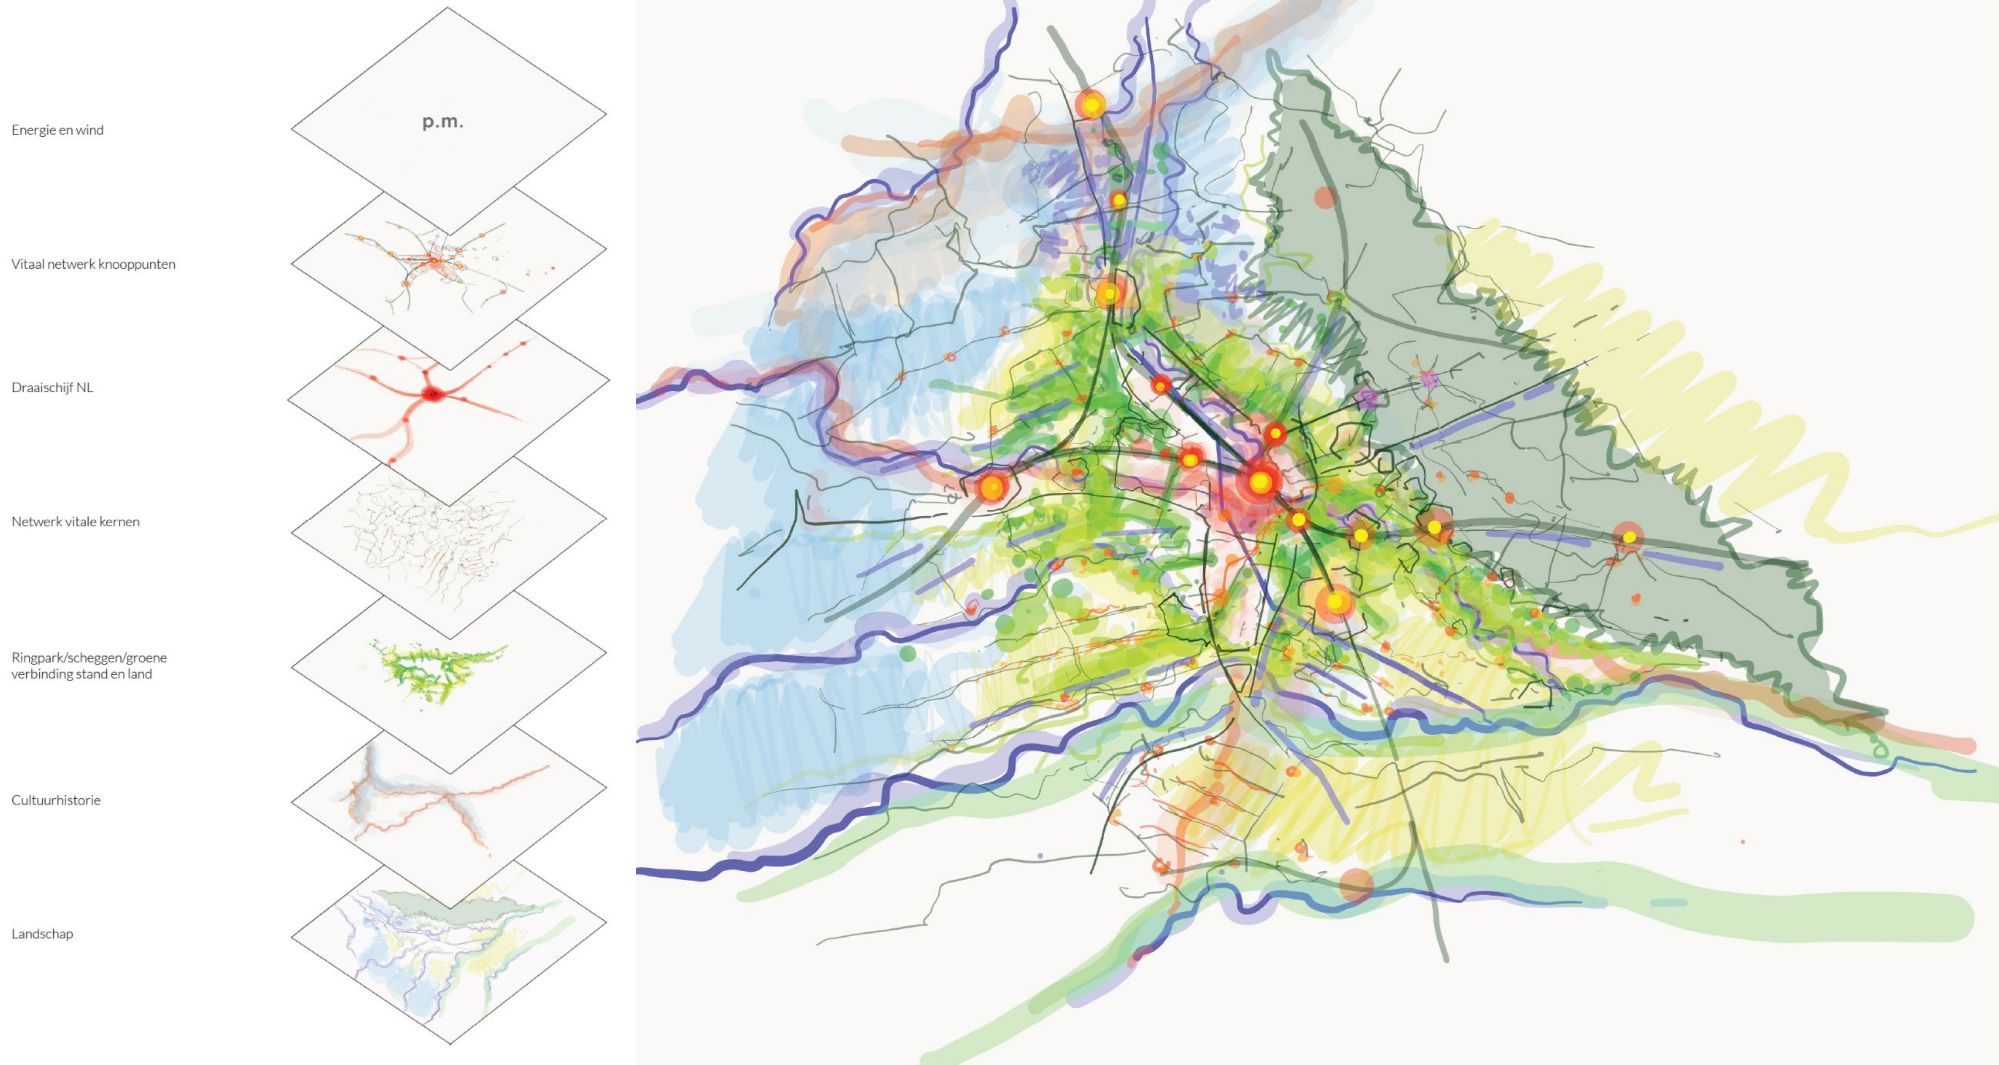 Energie en wind
p.m.
Vitaal netwerk knooppunten
Draaischijf NL
Netwerk vitale kernen
Ringpark/scheggen/groene
verbinding stand en land
Cultuurhistorie
Landschap